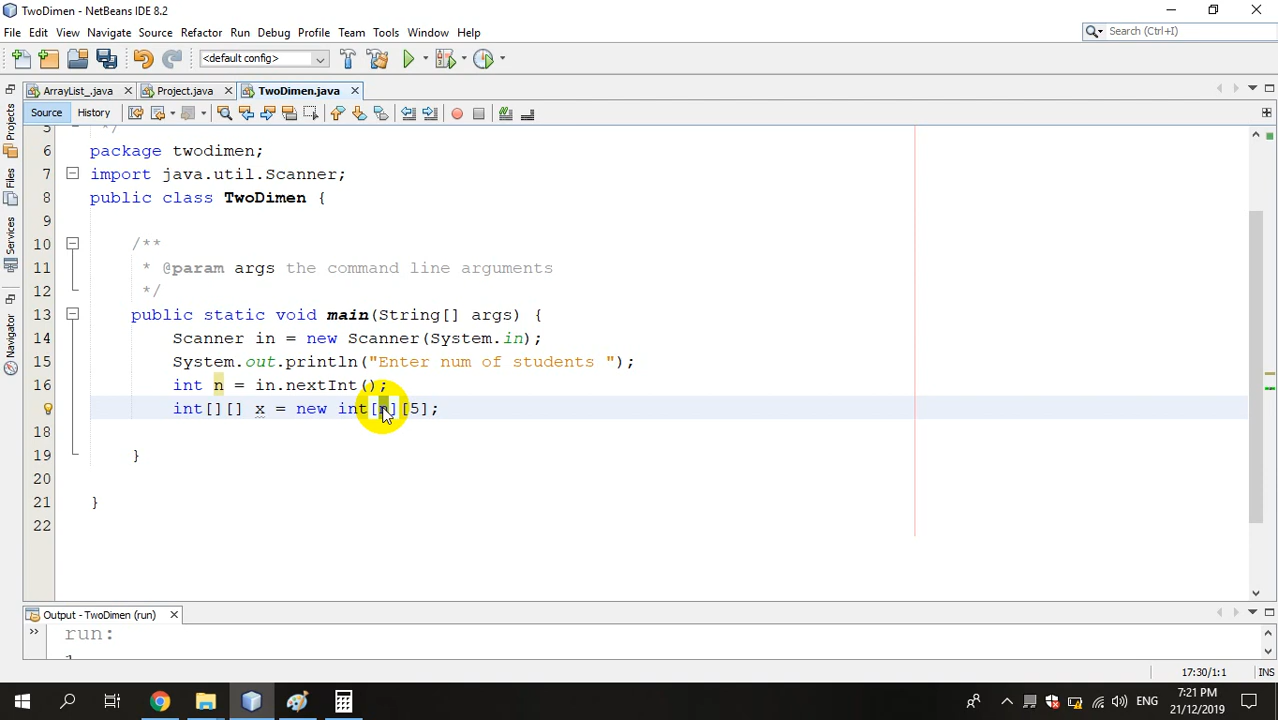 TwoDimen - NetBeans IDE 8.2
File Edit View Navigate Source Refactor Run Debug Profile Team Tools Window Help
Search (Ctrl+I)
<default config>
ArrayList_.java Project.java TwoDimen.java
Source History
Projects
Files
Services
Navigator
5 */
6 package twodimen;
7 import java.util.Scanner;
8 public class TwoDimen {
9
10 /**
11 * @param args the command line arguments
12 */
13 public static void main(String[] args) {
14 Scanner in = new Scanner(System.in);
15 System.out.println("Enter num of students ");
16 int n = in.nextInt();
int[][] x = new int[n][5];
18
19 }
20
21 }
22
Output - TwoDimen (run)
run:
17:30/1:1 INS
ENG 7:21 PM
21/12/2019